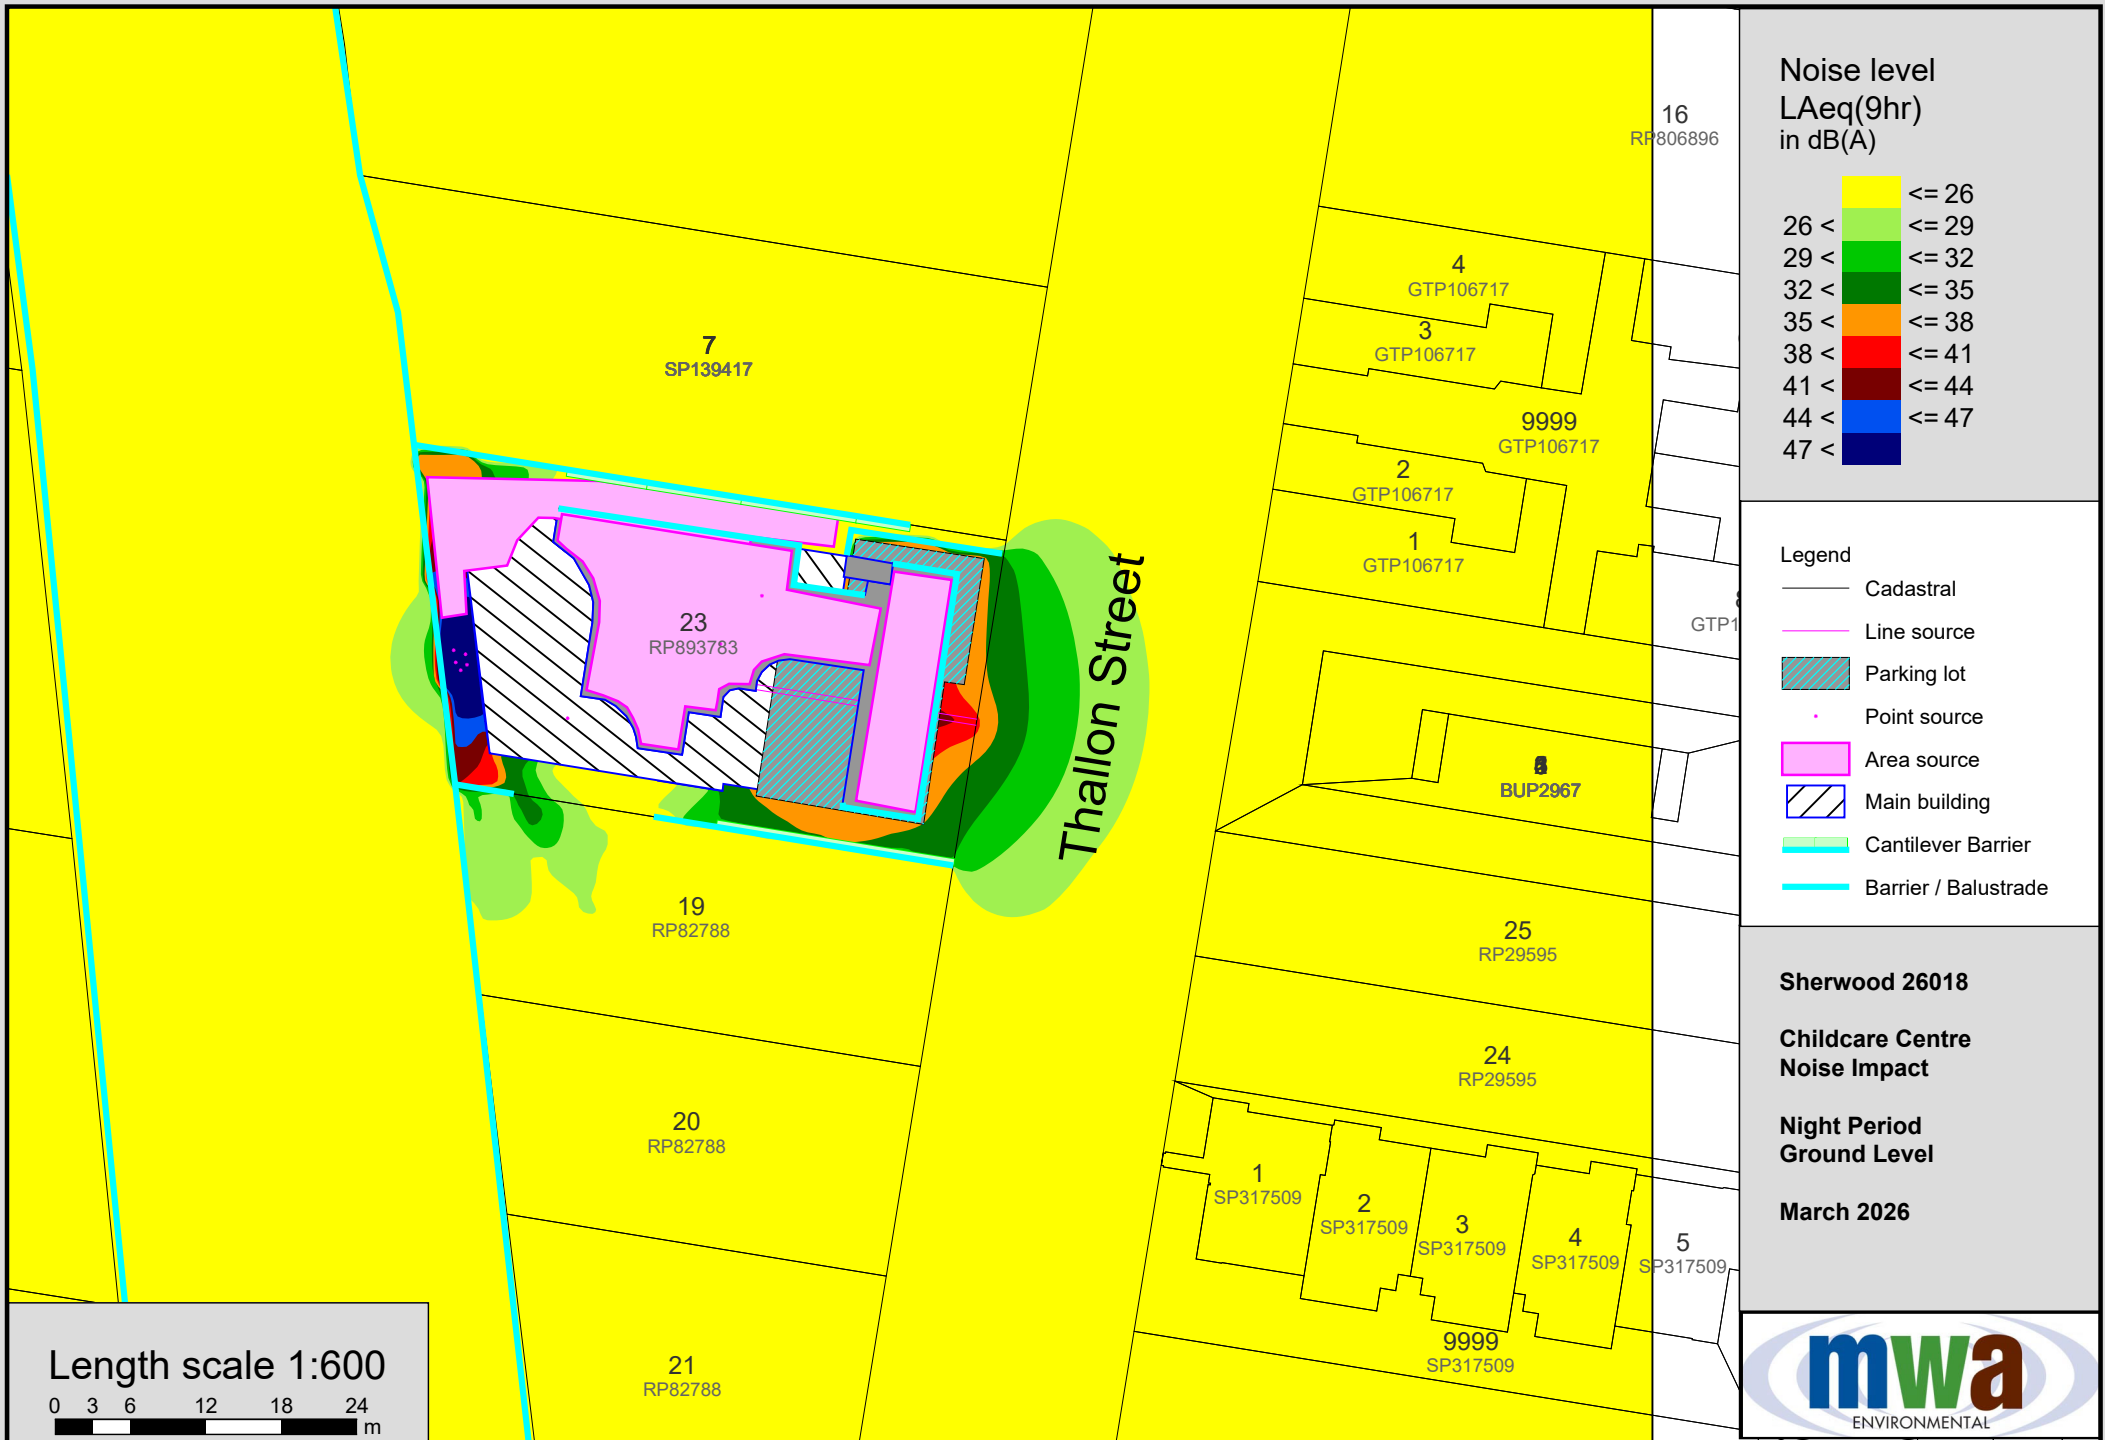 16
RP806896
4
GTP106717
3
GTP106717
7
SP139417
9999
GTP106717
2
GTP106717
1
GTP106717
Thallon Street
23
RP893783
GTP1
BUP2967
19
RP82788
25
RP29595
24
RP29595
20
RP82788
1
SP317509
2
SP317509
3
SP317509
4
SP317509
5
SP317509
9999
SP317509
21
RP82788
Length scale 1:600
0 3 6 12 18 24
m
Noise level
LAeq(9hr)
in dB(A)
<= 26
26 < <= 29
29 < <= 32
32 < <= 35
35 < <= 38
38 < <= 41
41 < <= 44
44 < <= 47
47 <
Legend
Cadastral
Line source
Parking lot
Point source
Area source
Main building
Cantilever Barrier
Barrier / Balustrade
Sherwood 26018
Childcare Centre
Noise Impact
Night Period
Ground Level
March 2026
mwa
ENVIRONMENTAL